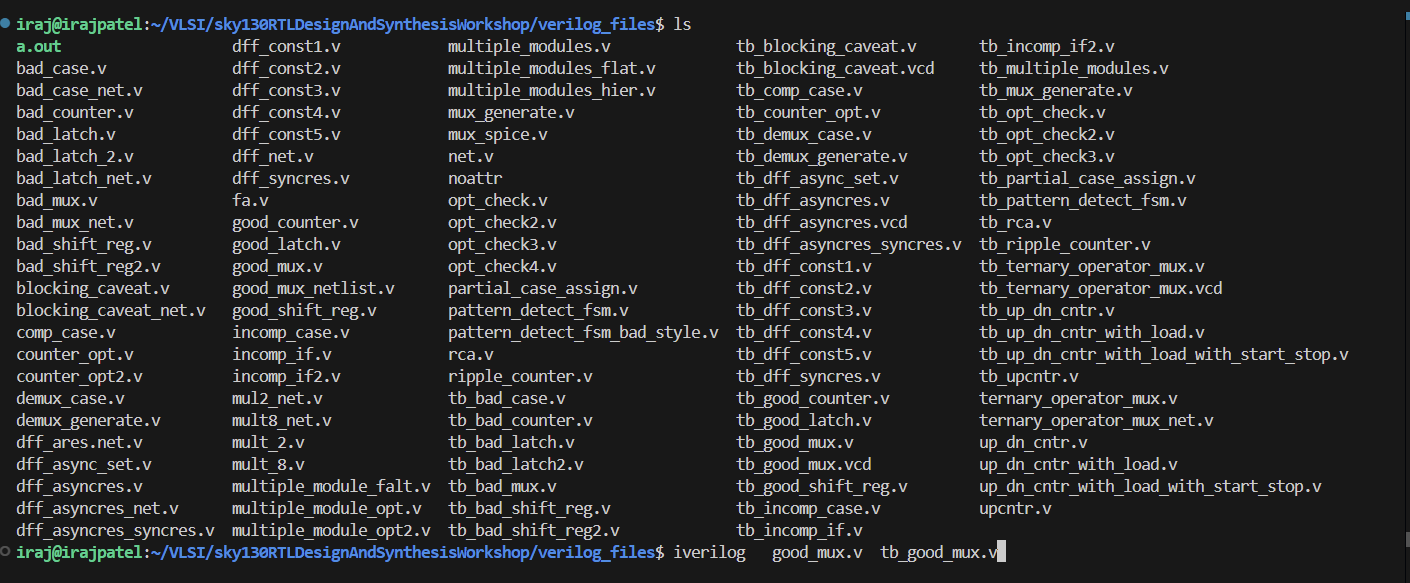 iraj@irajpatel:~/VLSI/sky130RTLDesignAndSynthesisWorkshop/verilog_files$ ls
a.out dff_const1.v multiple_modules.v tb_blocking_caveat.v tb_incomp_if2.v
bad_case.v dff_const2.v multiple_modules_flat.v tb_blocking_caveat.vcd tb_multiple_modules.v
bad_case_net.v dff_const3.v multiple_modules_hier.v tb_comp_case.v tb_mux_generate.v
bad_counter.v dff_const4.v mux_generate.v tb_counter_opt.v tb_opt_check.v
bad_latch.v dff_const5.v mux_spice.v tb_demux_case.v tb_opt_check2.v
bad_latch_2.v dff_net.v net.v tb_demux_generate.v tb_opt_check3.v
bad_latch_net.v dff_syncres.v noattr tb_dff_async_set.v tb_partial_case_assign.v
bad_mux.v fa.v opt_check.v tb_dff_asyncres.v tb_pattern_detect_fsm.v
bad_mux_net.v good_counter.v opt_check2.v tb_dff_asyncres.vcd tb_rca.v
bad_shift_reg.v good_latch.v opt_check3.v tb_dff_asyncres_syncres.v tb_ripple_counter.v
bad_shift_reg2.v good_mux.v opt_check4.v tb_dff_const1.v tb_ternary_operator_mux.v
blocking_caveat.v good_mux_netlist.v partial_case_assign.v tb_dff_const2.v tb_ternary_operator_mux.vcd
blocking_caveat_net.v good_shift_reg.v pattern_detect_fsm.v tb_dff_const3.v tb_up_dn_cntr.v
comp_case.v incomp_case.v pattern_detect_fsm_bad_style.v tb_dff_const4.v tb_up_dn_cntr_with_load.v
counter_opt.v incomp_if.v rca.v tb_dff_const5.v tb_up_dn_cntr_with_load_with_start_stop.v
counter_opt2.v incomp_if2.v ripple_counter.v tb_dff_syncres.v tb_upcntr.v
demux_case.v mul2_net.v tb_bad_case.v tb_good_counter.v ternary_operator_mux.v
demux_generate.v mult8_net.v tb_bad_counter.v tb_good_latch.v ternary_operator_mux_net.v
dff_ares.net.v mult_2.v tb_bad_latch.v tb_good_mux.v up_dn_cntr.v
dff_async_set.v mult_8.v tb_bad_latch2.v tb_good_mux.vcd up_dn_cntr_with_load.v
dff_asyncres.v multiple_module_falt.v tb_bad_mux.v tb_good_shift_reg.v up_dn_cntr_with_load_with_start_stop.v
dff_asyncres_net.v multiple_module_opt.v tb_bad_shift_reg.v tb_incomp_case.v upcntr.v
dff_asyncres_syncres.v multiple_module_opt2.v tb_bad_shift_reg2.v tb_incomp_if.v
iraj@irajpatel:~/VLSI/sky130RTLDesignAndSynthesisWorkshop/verilog_files$ iverilog good_mux.v tb_good_mux.v